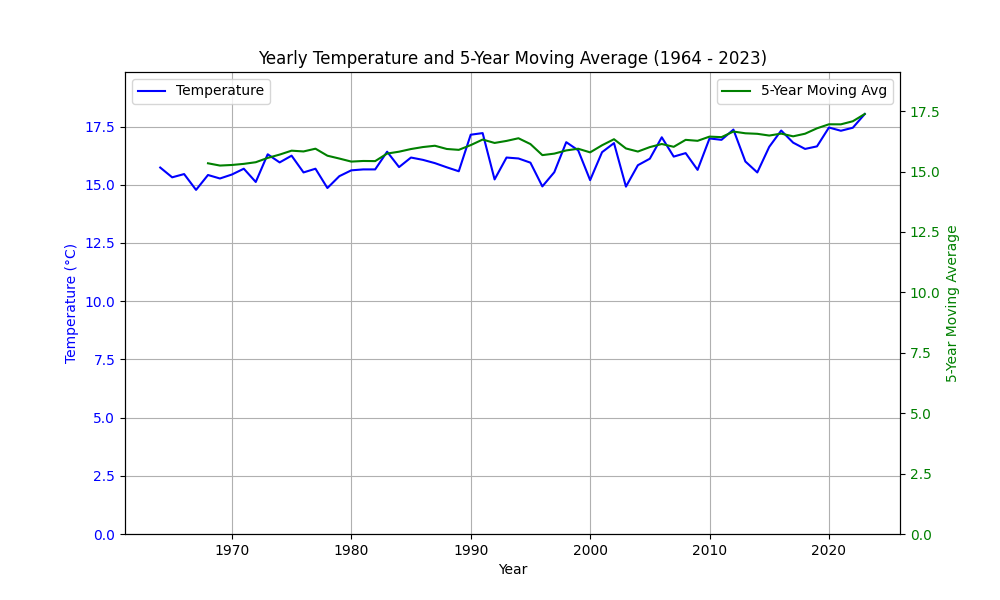 Yearly Temperature and 5-Year Moving Average (1964 - 2023)
Temperature
5-Year Moving Avg
17.5
15.0
12.5
10.0
7.5
5.0
2.5
0.0
Temperature (°C)
17.5
15.0
12.5
10.0
7.5
5.0
2.5
0.0
5-Year Moving Average
1970 1980 1990 2000 2010 2020
Year